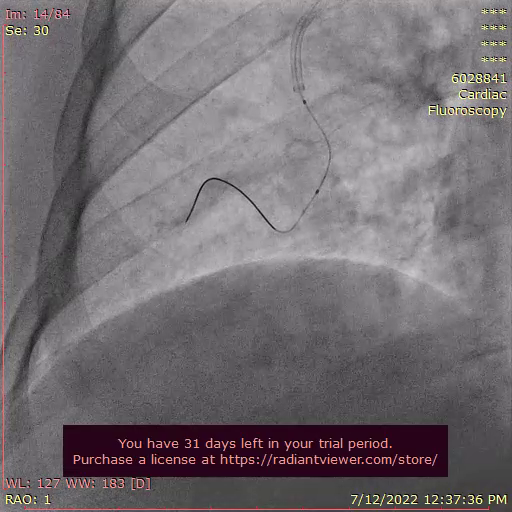 Im: 14/84
Se: 30
***
***
***
***
6028841
Cardiac
Fluoroscopy
You have 31 days left in your trial period.
Purchase a license at https://radiantviewer.com/store/
WL: 127 WW: 183 [D]
RAO: 1
7/12/2022 12:37:36 PM